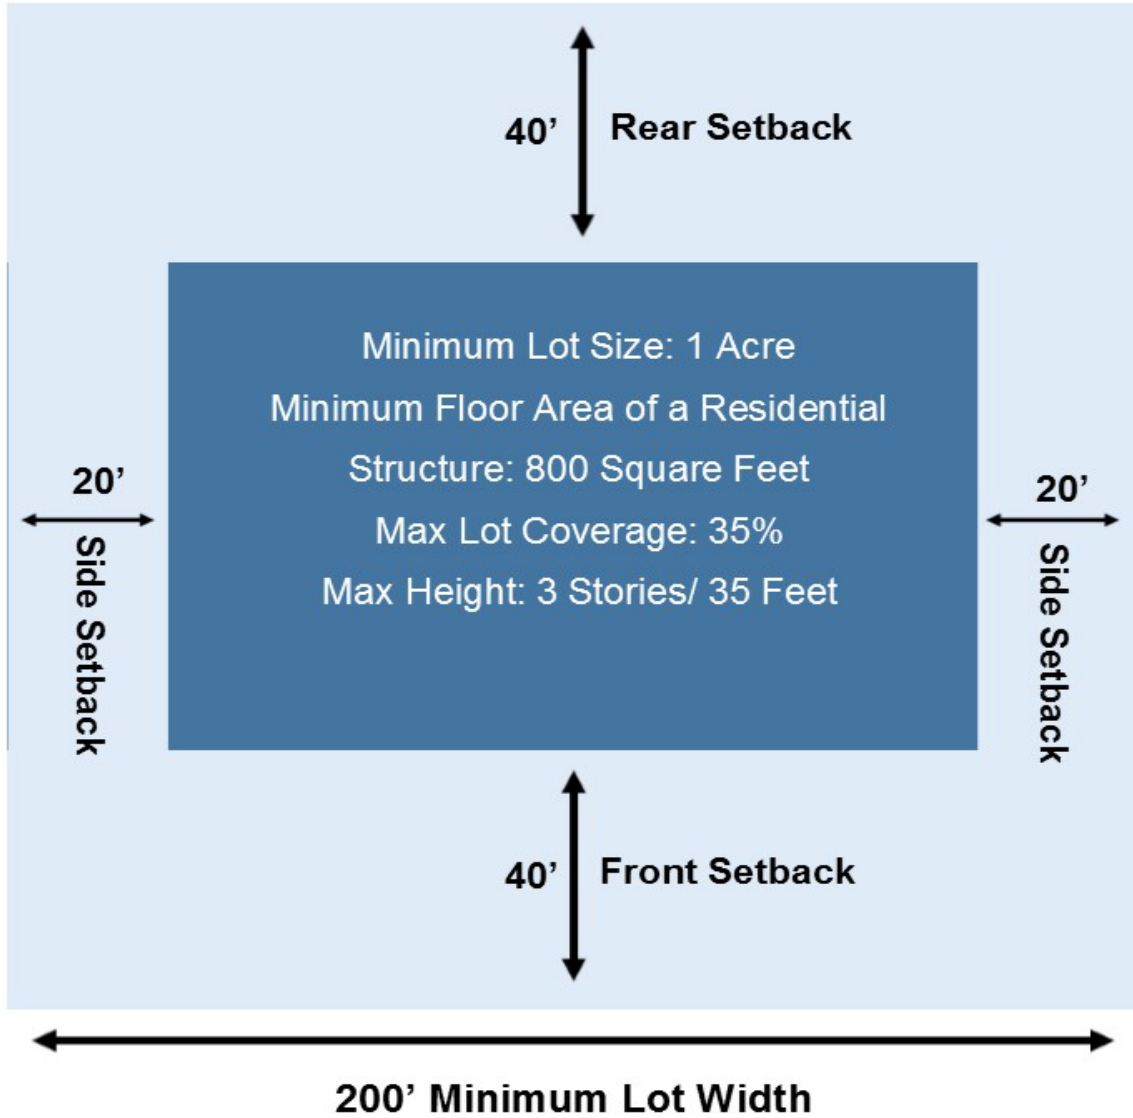 40’ Rear Setback
Minimum Lot Size: 1 Acre
Minimum Floor Area of a Residential
Structure: 800 Square Feet
Max Lot Coverage: 35%
Max Height: 3 Stories/ 35 Feet
20’
Side Setback
20’
Side Setback
40’ Front Setback
200’ Minimum Lot Width